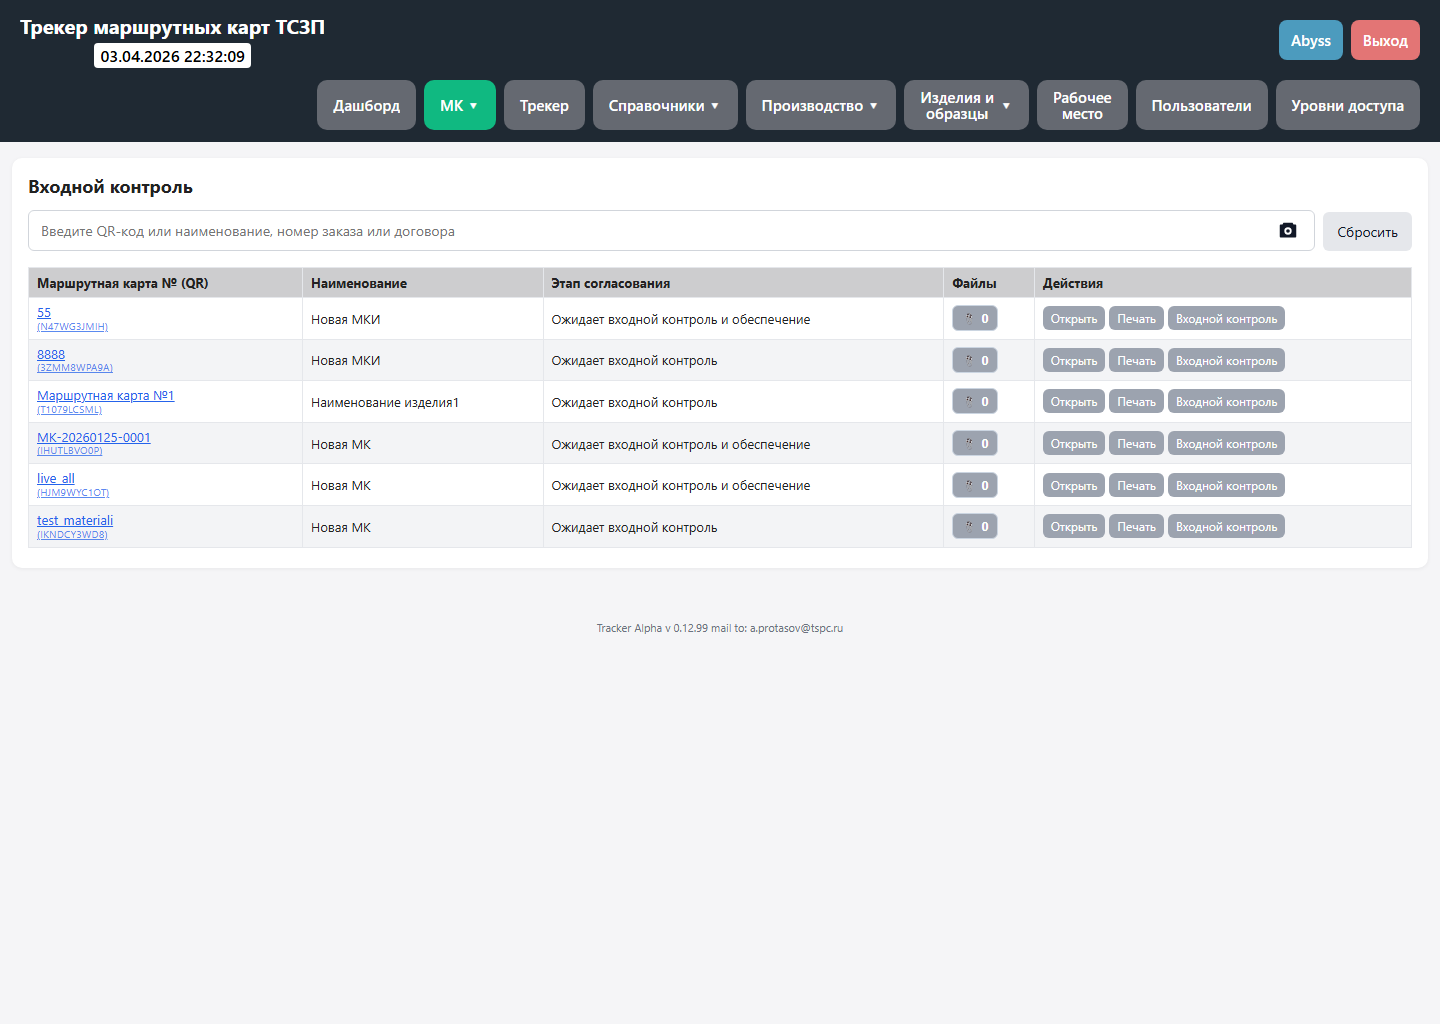 Трекер маршрутных карт ТСЗП
03.04.2026 22:32:09
Abyss
Выход
Дашборд
МК ▼
Трекер
Справочники ▼
Производство ▼
Изделия и
образцы ▼
Рабочее
место
Пользователи
Уровни доступа
Входной контроль
Введите QR-код или наименование, номер заказа или договора
Сбросить
Маршрутная карта № (QR) Наименование Этап согласования Файлы Действия
55
(N47WG3JMIH)
Новая МКИ Ожидает входной контроль и обеспечение 0 Открыть Печать Входной контроль
8888
(3ZMM8WPA9A)
Новая МКИ Ожидает входной контроль 0 Открыть Печать Входной контроль
Маршрутная карта №1
(T1079LCSML)
Наименование изделия1 Ожидает входной контроль 0 Открыть Печать Входной контроль
МК-20260125-0001
(IHUTLBVO0P)
Новая МК Ожидает входной контроль и обеспечение 0 Открыть Печать Входной контроль
live_all
(HJM9WYC1OT)
Новая МК Ожидает входной контроль и обеспечение 0 Открыть Печать Входной контроль
test_materiali
(IKNDCY3WD8)
Новая МК Ожидает входной контроль 0 Открыть Печать Входной контроль
Tracker Alpha v 0.12.99 mail to: a.protasov@tspc.ru